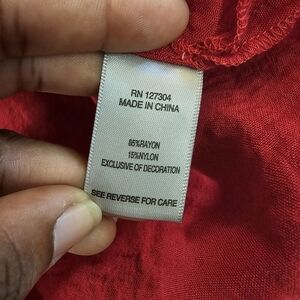 RN 127304
MADE IN CHINA
85%RAYON
15%NYLON
EXCLUSIVE OF DECORATION
SEE REVERSE FOR CARE